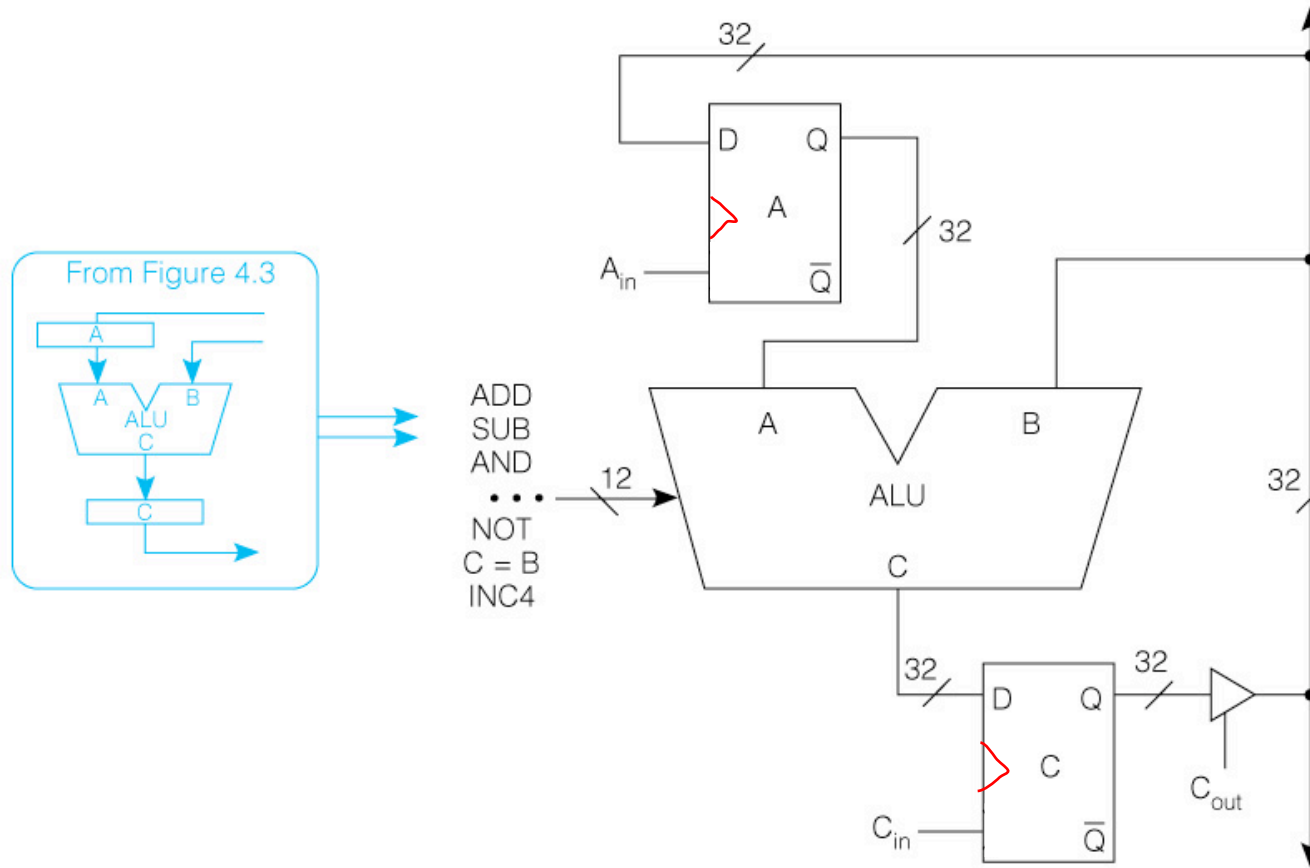 From Figure 4.3
A
A
B
ALU
C
C
32
D
Q
A
A_in
Q̅
32
ADD
SUB
AND
• • •
NOT
C = B
INC4
12
A
B
ALU
C
32
32
D
Q
C
C_in
Q̅
32
C_out